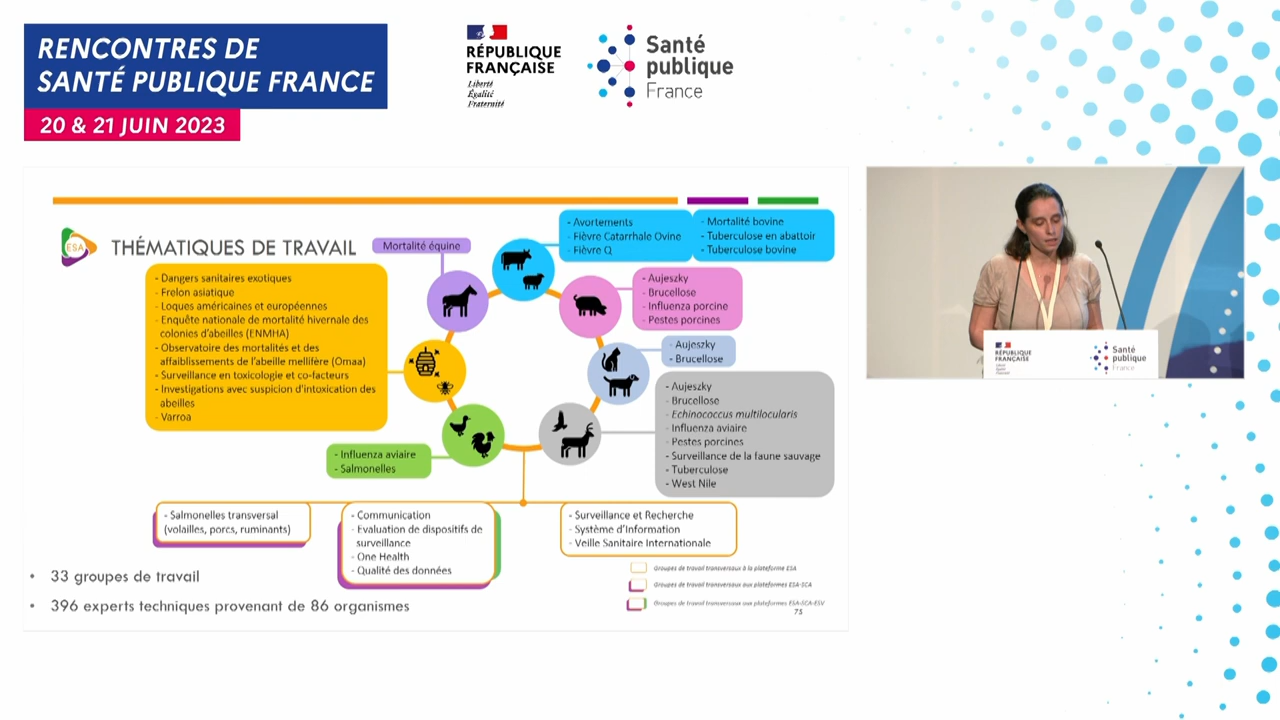 RENCONTRES DE
SANTÉ PUBLIQUE FRANCE
20 & 21 JUIN 2023
RÉPUBLIQUE
FRANÇAISE
Liberté
Égalité
Fraternité
Santé
publique
France
ESA
THÉMATIQUES DE TRAVAIL
Mortalité équine
- Avortements
- Fièvre Catarrhale Ovine
- Fièvre Q
- Mortalité bovine
- Tuberculose en abattoir
- Tuberculose bovine
- Aujeszky
- Brucellose
- Influenza porcine
- Pestes porcines
- Aujeszky
- Brucellose
- Aujeszky
- Brucellose
- Echinococcus multilocularis
- Influenza aviaire
- Pestes porcines
- Surveillance de la faune sauvage
- Tuberculose
- West Nile
- Dangers sanitaires exotiques
- Frelon asiatique
- Loques américaines et européennes
- Enquête nationale de mortalité hivernale des
colonies d'abeilles (ENMHA)
- Observatoire des mortalités et des
affaiblissements de l'abeille mellifère (Omaa)
- Surveillance en toxicologie et co-facteurs
- Investigations avec suspicion d'intoxication des
abeilles
- Varroa
- Influenza aviaire
- Salmonelles
- Salmonelles transversal
(volailles, porcs, ruminants)
- Communication
- Evaluation de dispositifs de
surveillance
- One Health
- Qualité des données
- Surveillance et Recherche
- Système d'Information
- Veille Sanitaire Internationale
• 33 groupes de travail
• 396 experts techniques provenant de 86 organismes
Groupes de travail transversaux à la plateforme ESA
Groupes de travail transversaux aux plateformes ESA-SCA
Groupes de travail transversaux aux plateformes ESA-SCA-ESV
75
RÉPUBLIQUE
FRANÇAISE
Santé
publique
France